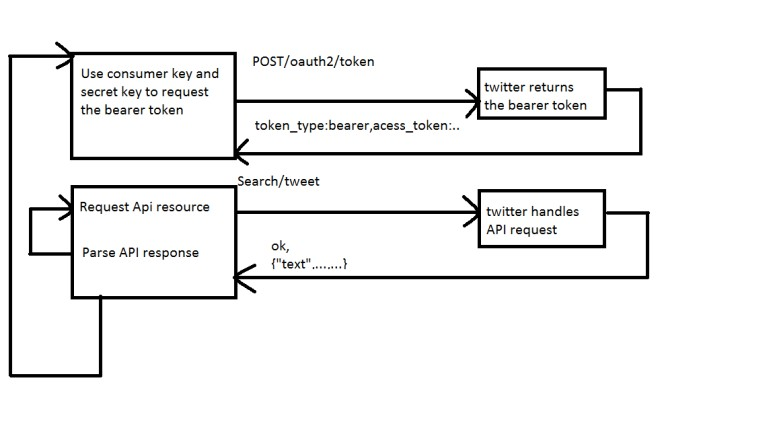 POST/oauth2/token
Use consumer key and
secret key to request
the bearer token
twitter returns
the bearer token
token_type:bearer,acess_token:..
Search/tweet
Request Api resource
twitter handles
API request
Parse API response
ok,
{"text".......}